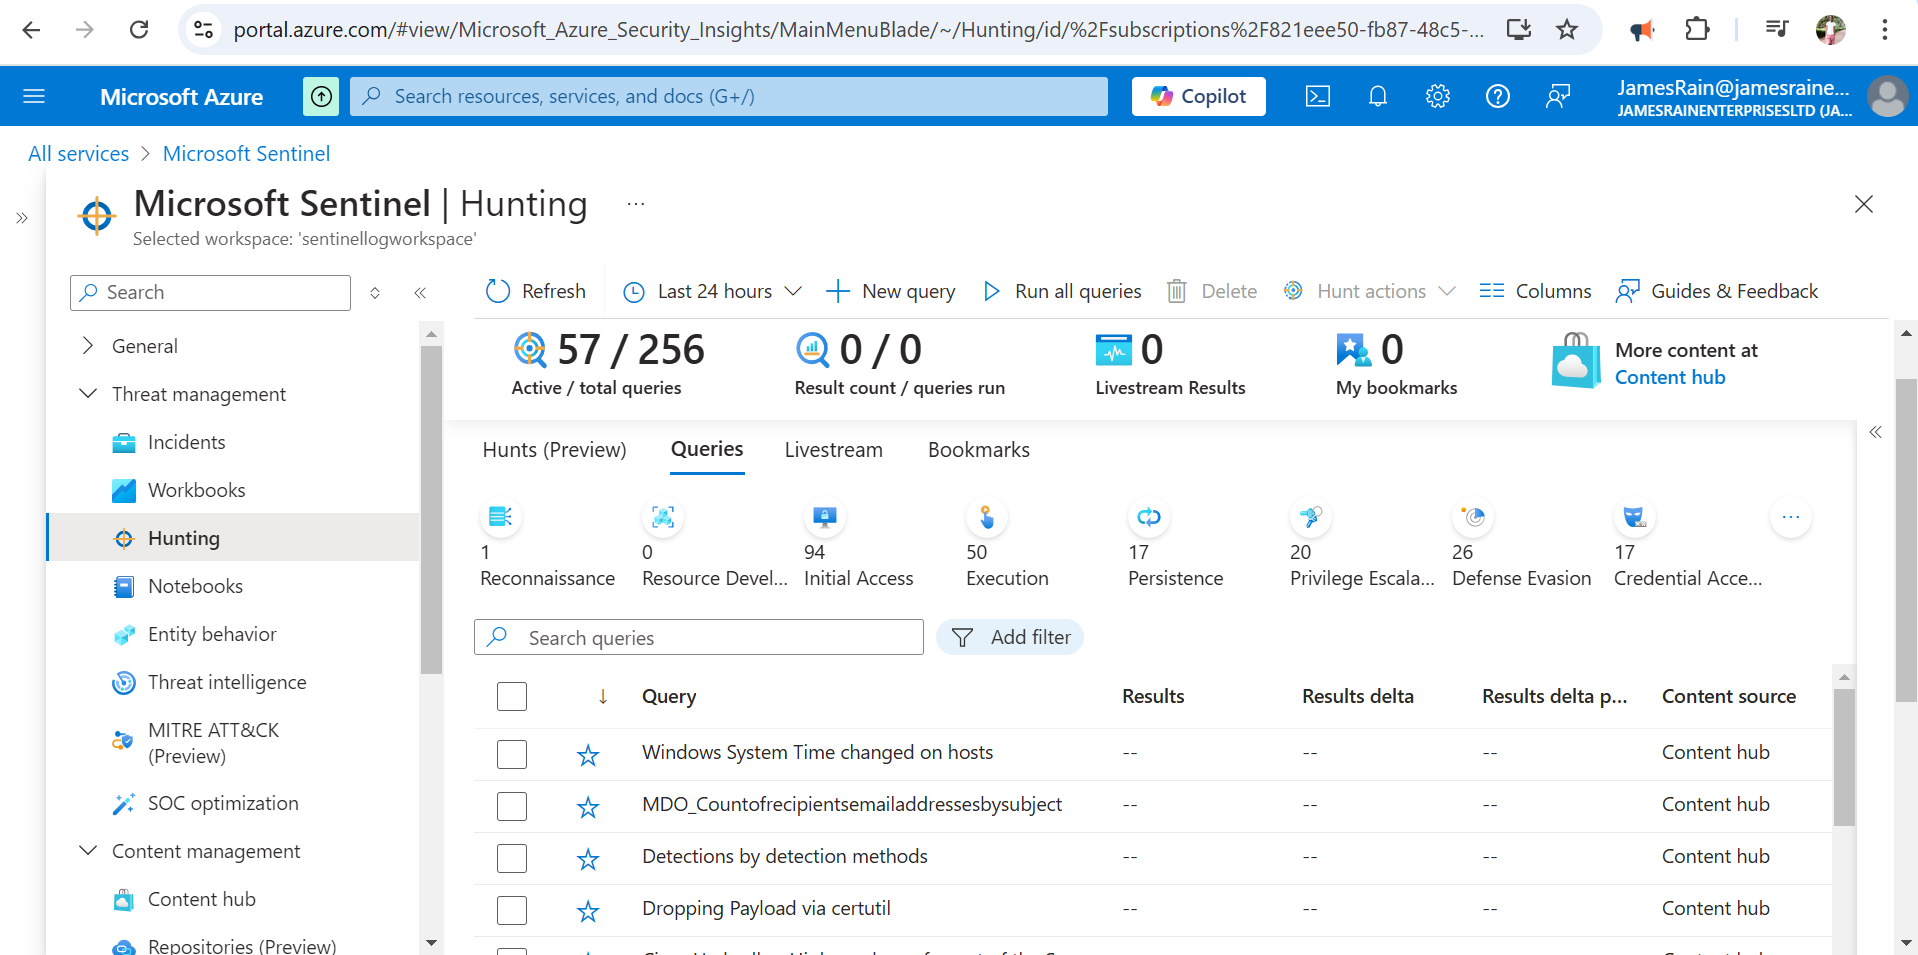 portal.azure.com/#view/Microsoft_Azure_Security_Insights/MainMenuBlade/~/Hunting/id/%2Fsubscriptions%2F821eee50-fb87-48c5-...
Microsoft Azure
Search resources, services, and docs (G+/)
Copilot
JamesRain@jamesraine...
JAMESRAINENTERPRISESLTD (JA...
All services > Microsoft Sentinel
Microsoft Sentinel | Hunting ...
Selected workspace: 'sentinellogworkspace'
Search
Refresh
Last 24 hours
New query
Run all queries
Delete
Hunt actions
Columns
Guides & Feedback
General
Threat management
Incidents
Workbooks
Hunting
Notebooks
Entity behavior
Threat intelligence
MITRE ATT&CK
(Preview)
SOC optimization
Content management
Content hub
Repositories (Preview)
57 / 256
Active / total queries
0 / 0
Result count / queries run
0
Livestream Results
0
My bookmarks
More content at
Content hub
Hunts (Preview)
Queries
Livestream
Bookmarks
1
Reconnaissance
0
Resource Devel...
94
Initial Access
50
Execution
17
Persistence
20
Privilege Escala...
26
Defense Evasion
17
Credential Acce...
Search queries
Add filter
Query Results Results delta Results delta p... Content source
Windows System Time changed on hosts -- -- -- Content hub
MDO_Countofrecipientsemailaddressesbysubject -- -- -- Content hub
Detections by detection methods -- -- -- Content hub
Dropping Payload via certutil -- -- -- Content hub